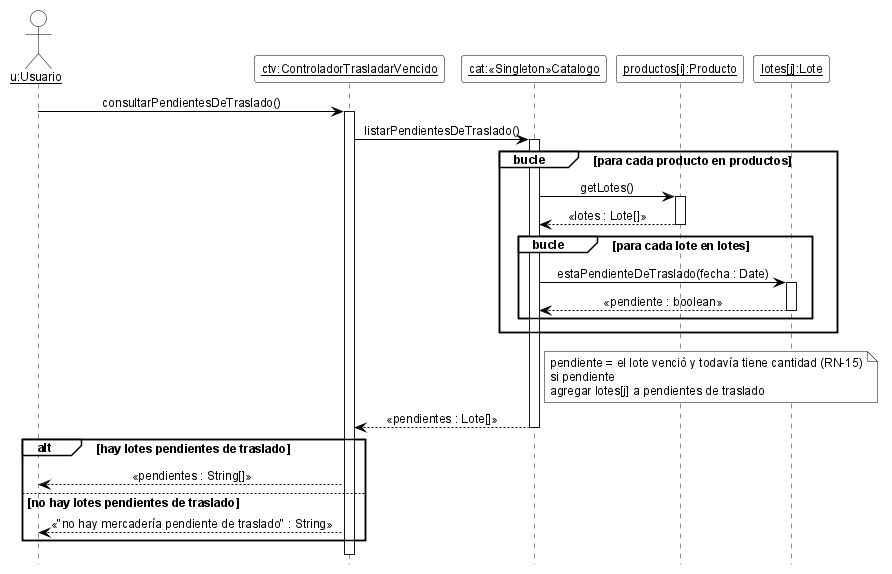 u:Usuario
ctv:ControladorTrasladarVencido
cat:«Singleton»Catalogo
productos[i]:Producto
lotes[j]:Lote
consultarPendientesDeTraslado()
listarPendientesDeTraslado()
bucle [para cada producto en productos]
getLotes()
«lotes : Lote[]»
bucle [para cada lote en lotes]
estaPendienteDeTraslado(fecha : Date)
«pendiente : boolean»
pendiente = el lote venció y todavía tiene cantidad (RN-15)
si pendiente
agregar lotes[j] a pendientes de traslado
«pendientes : Lote[]»
alt [hay lotes pendientes de traslado]
«pendientes : String[]»
[no hay lotes pendientes de traslado]
«"no hay mercadería pendiente de traslado" : String»